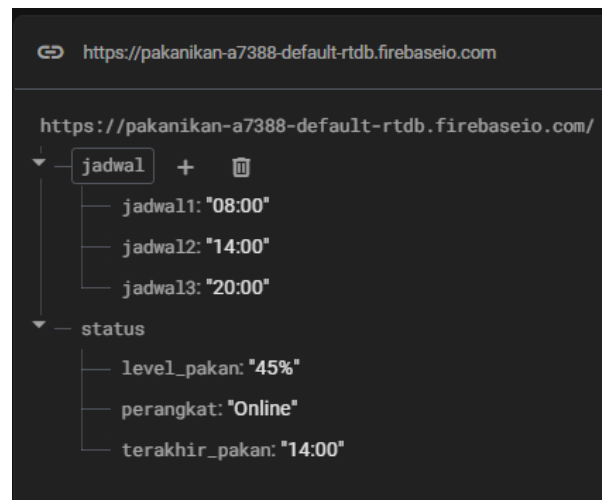 https://pakanikan-a7388-default-rtdb.firebaseio.com
https://pakanikan-a7388-default-rtdb.firebaseio.com/
jadwal
jadwal1: "08:00"
jadwal2: "14:00"
jadwal3: "20:00"
status
level_pakan: "45%"
perangkat: "Online"
terakhir_pakan: "14:00"